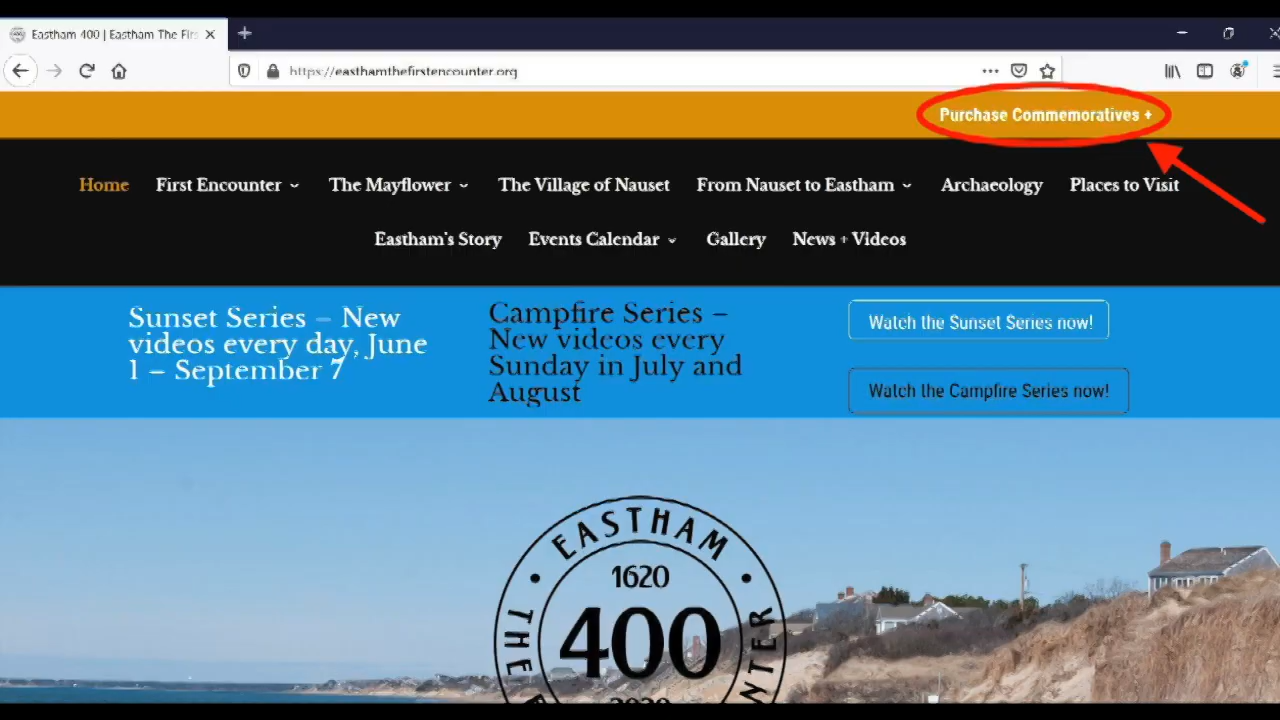 Eastham 400 | Eastham The Firs
https://easthamthefirstencounter.org
Purchase Commemoratives +
Home First Encounter The Mayflower The Village of Nauset From Nauset to Eastham Archaeology Places to Visit
Eastham's Story Events Calendar Gallery News + Videos
Sunset Series – New
videos every day, June
1 – September 7
Campfire Series –
New videos every
Sunday in July and
August
Watch the Sunset Series now!
Watch the Campfire Series now!
EASTHAM
1620
400
THE